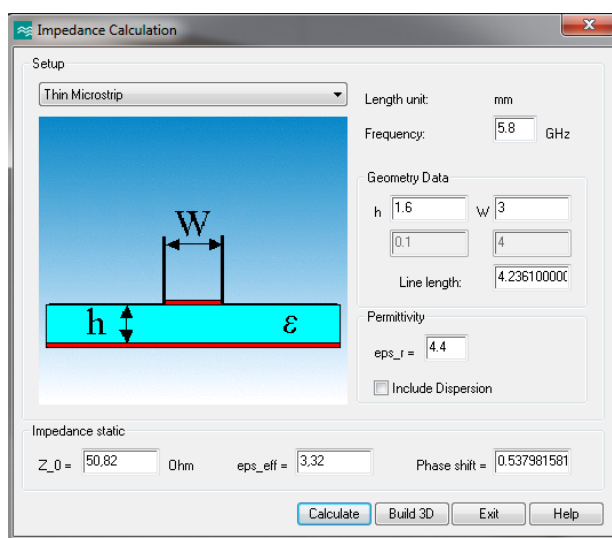 Impedance Calculation
Setup
Thin Microstrip
Length unit: mm
Frequency: 5.8 GHz
Geometry Data
h 1.6 W 3
0.1 4
Line length: 4.23610000(
Permittivity
eps_r = 4.4
Include Dispersion
W
h ε
Impedance static
Z_0 = 50,82 Ohm eps_eff = 3,32 Phase shift = 0.537981581
Calculate Build 3D Exit Help